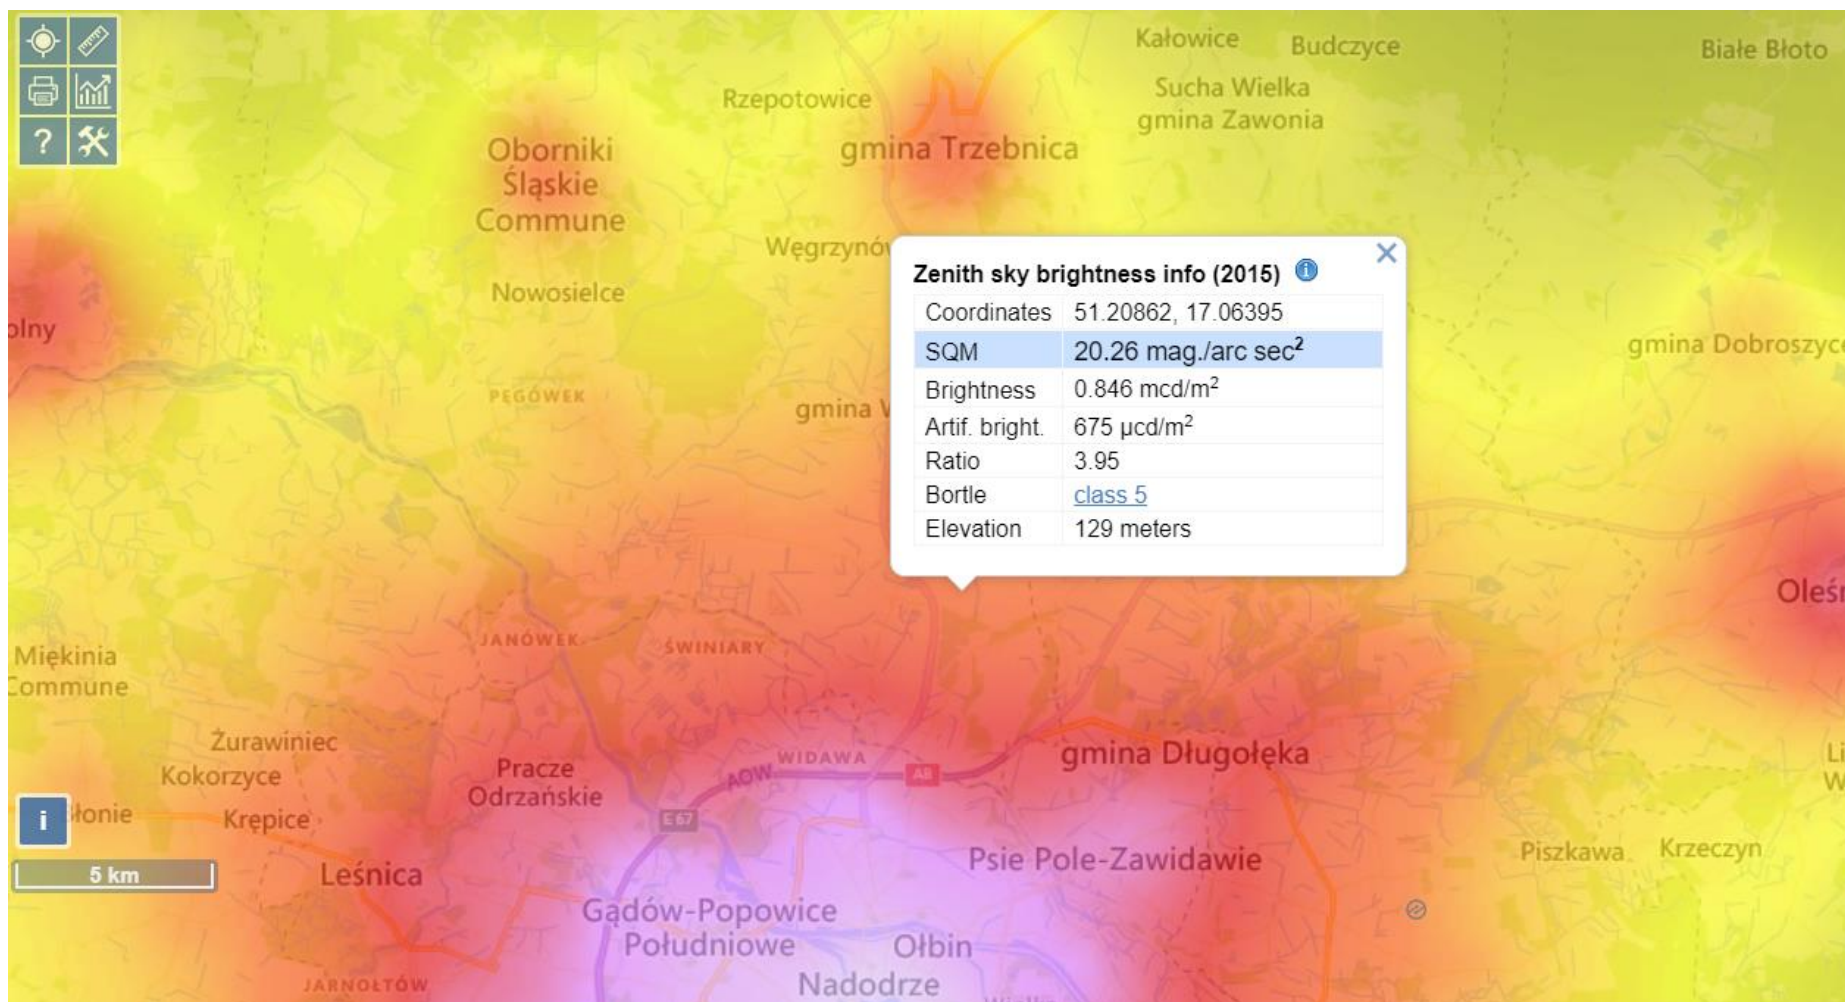 Kałowice
Budczyce
Białe Błoto
Rzepotowice
Sucha Wielka
gmina Zawonia
?
Oborniki
Śląskie
Commune
gmina Trzebnica
Nowosielce
olny
gmina Dobroszyc
PĘGÓWEK
gmina
Zenith sky brightness info (2015)
Coordinates 51.20862, 17.06395
SQM 20.26 mag./arc sec²
Brightness 0.846 mcd/m²
Artif. bright. 675 µcd/m²
Ratio 3.95
Bortle class 5
Elevation 129 meters
Oleś
JANÓWEK
ŚWINIARY
Miękinia
Commune
Żurawiniec
Kokorzyce
Pracze
Odrzańskie
WIDAWA
AOW
A8
gmina Długołęka
i
Błonie
Krępice
E 67
5 km
Leśnica
Psie Pole-Zawidawie
Piszkawa
Krzeczyn
Gądów-Popowice
Południowe
Ołbin
Nadodrze
JARNOŁTÓW